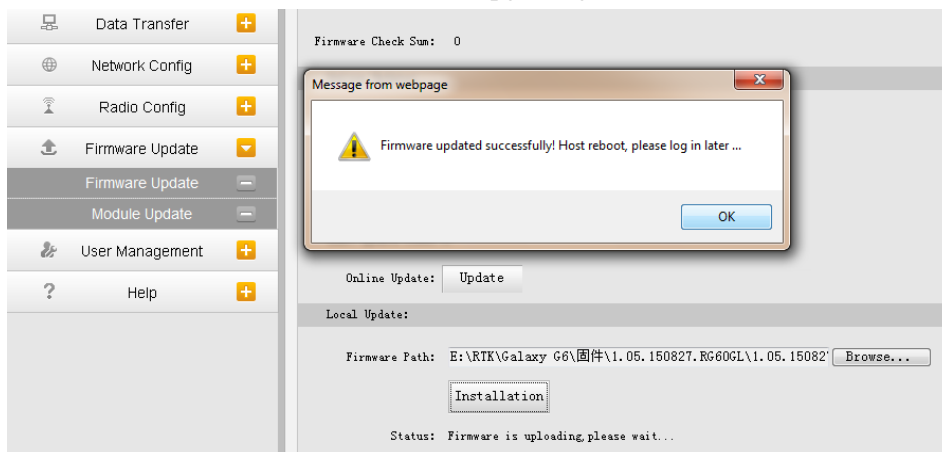 Data Transfer
Network Config
Radio Config
Firmware Update
Firmware Update
Module Update
User Management
?
Help
Firmware Check Sum: 0
Message from webpage
Firmware updated successfully! Host reboot, please log in later ...
OK
Online Update: Update
Local Update:
Firmware Path: E:\RTK\Galaxy G6\固件\1.05.150827.RG60GL\1.05.15082 Browse...
Installation
Status: Firmware is uploading,please wait...